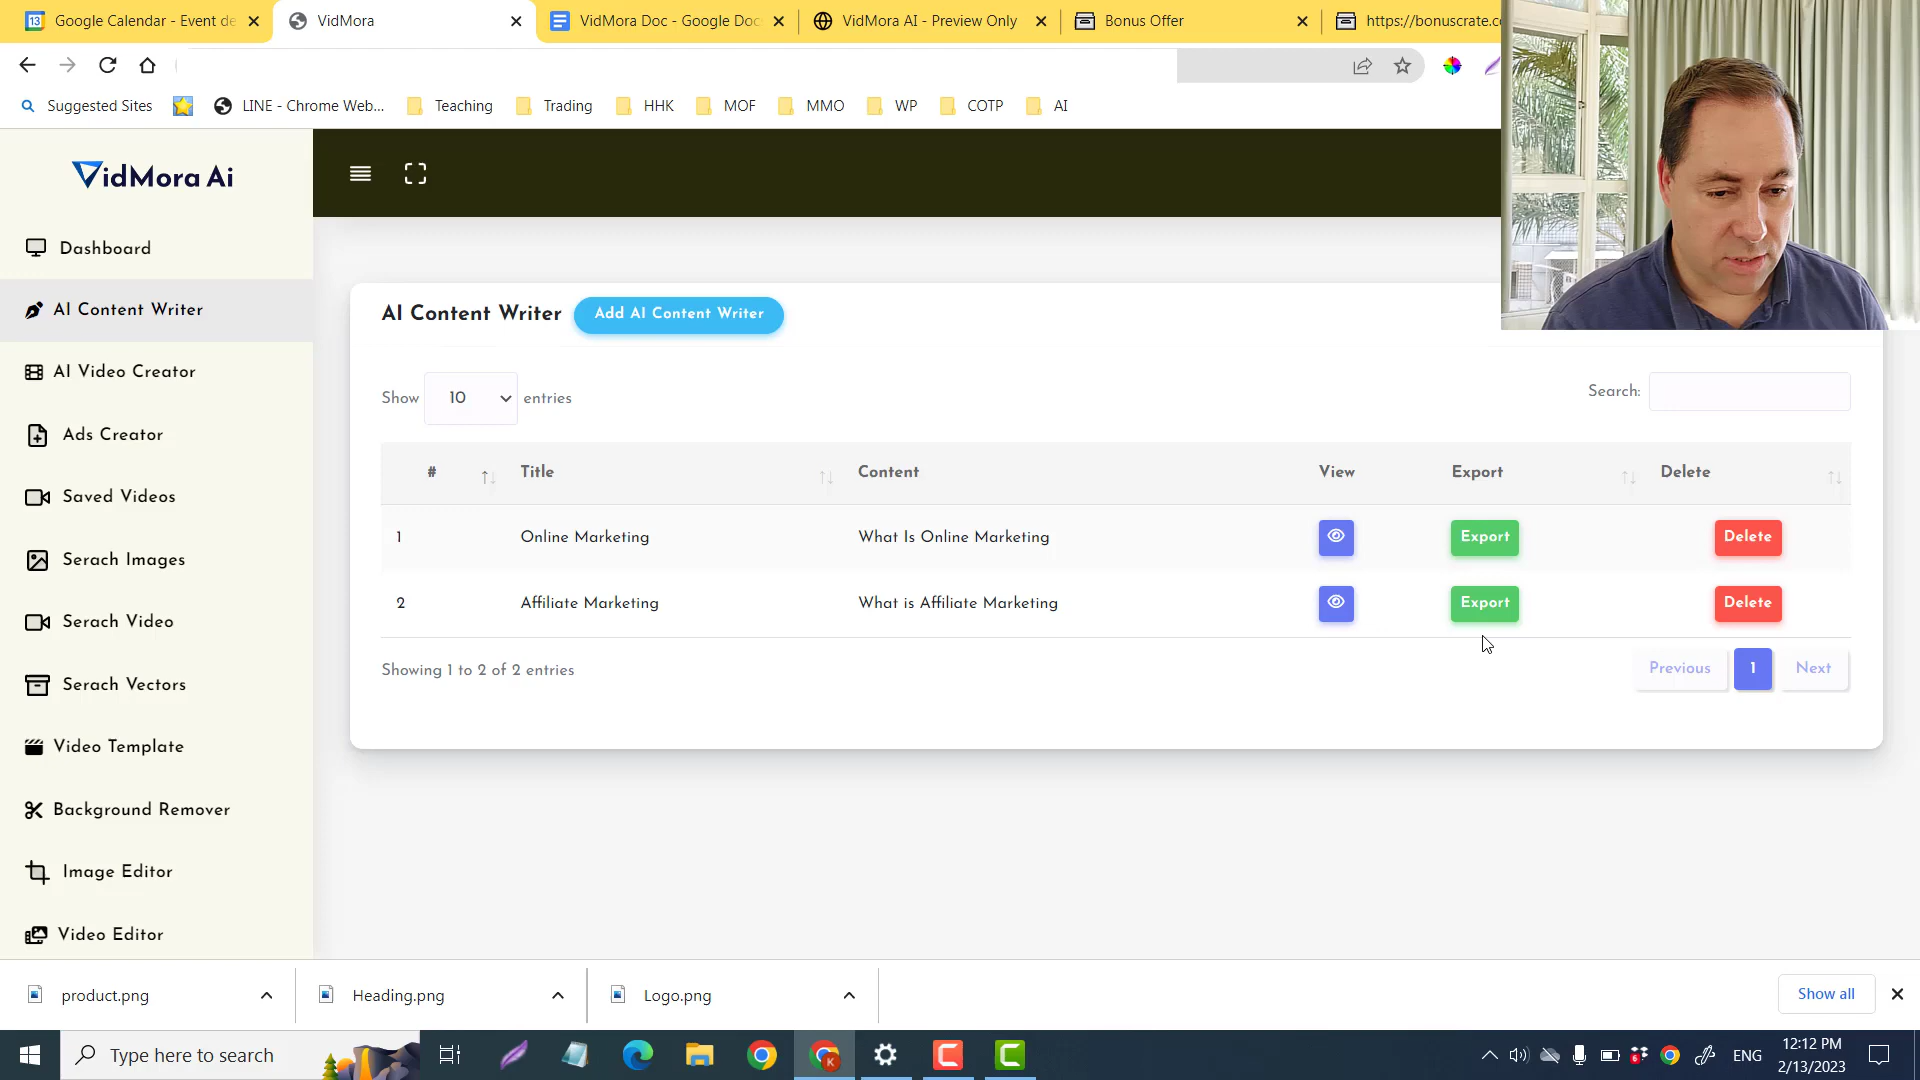 Google Calendar - Event de
VidMora
VidMora Doc - Google Doc
VidMora AI - Preview Only
Bonus Offer
https://bonuscrate.co
Suggested Sites
LINE - Chrome Web...
Teaching
Trading
HHK
MOF
MMO
WP
COTP
AI
VidMora Ai
Dashboard
AI Content Writer
AI Video Creator
Ads Creator
Saved Videos
Serach Images
Serach Video
Serach Vectors
Video Template
Background Remover
Image Editor
Video Editor
AI Content Writer
Add AI Content Writer
Show 10 entries
Search:
# Title Content View Export Delete
1 Online Marketing What Is Online Marketing Export Delete
2 Affiliate Marketing What is Affiliate Marketing Export Delete
Showing 1 to 2 of 2 entries
Previous 1 Next
product.png
Heading.png
Logo.png
Show all
Type here to search
ENG
12:12 PM
2/13/2023